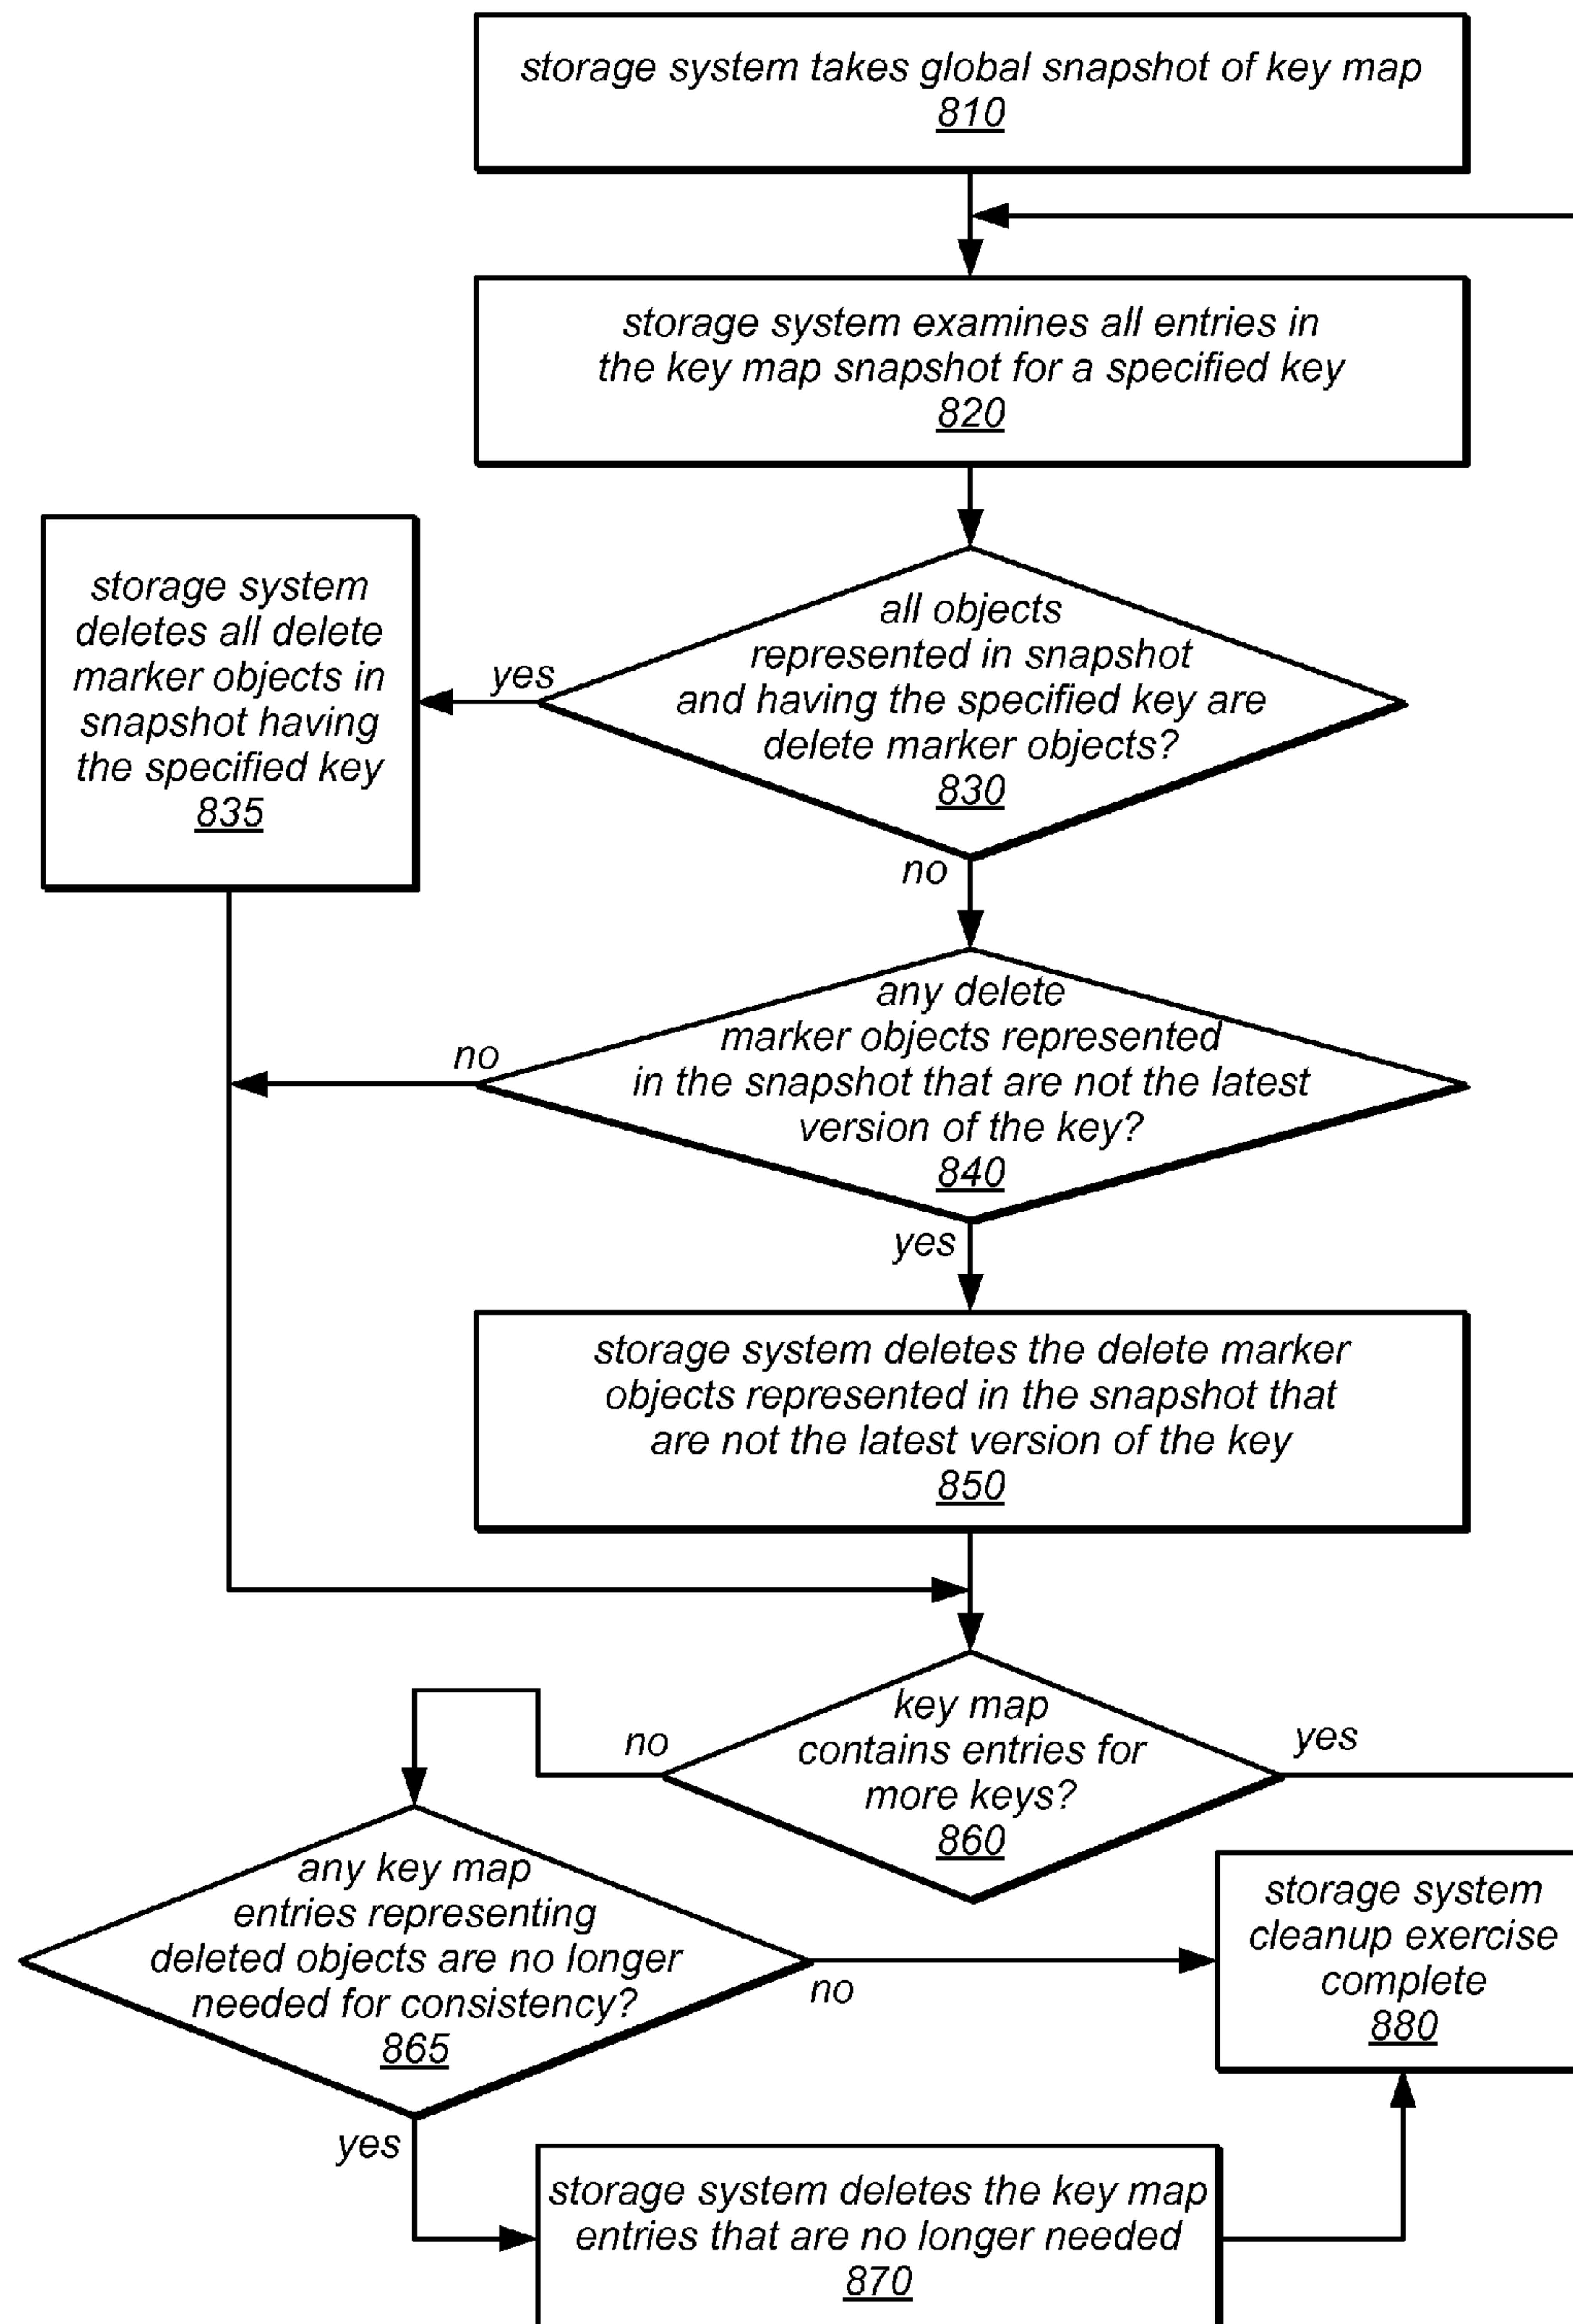 storage system takes global snapshot of key map
810
storage system examines all entries in
the key map snapshot for a specified key
820
storage system
deletes all delete
marker objects in
snapshot having
the specified key
835
yes
all objects
represented in snapshot
and having the specified key are
delete marker objects?
830
no
any delete
marker objects represented
in the snapshot that are not the latest
version of the key?
840
no
yes
storage system deletes the delete marker
objects represented in the snapshot that
are not the latest version of the key
850
key map
contains entries for
more keys?
860
no
yes
any key map
entries representing
deleted objects are no longer
needed for consistency?
865
no
yes
storage system
cleanup exercise
complete
880
storage system deletes the key map
entries that are no longer needed
870